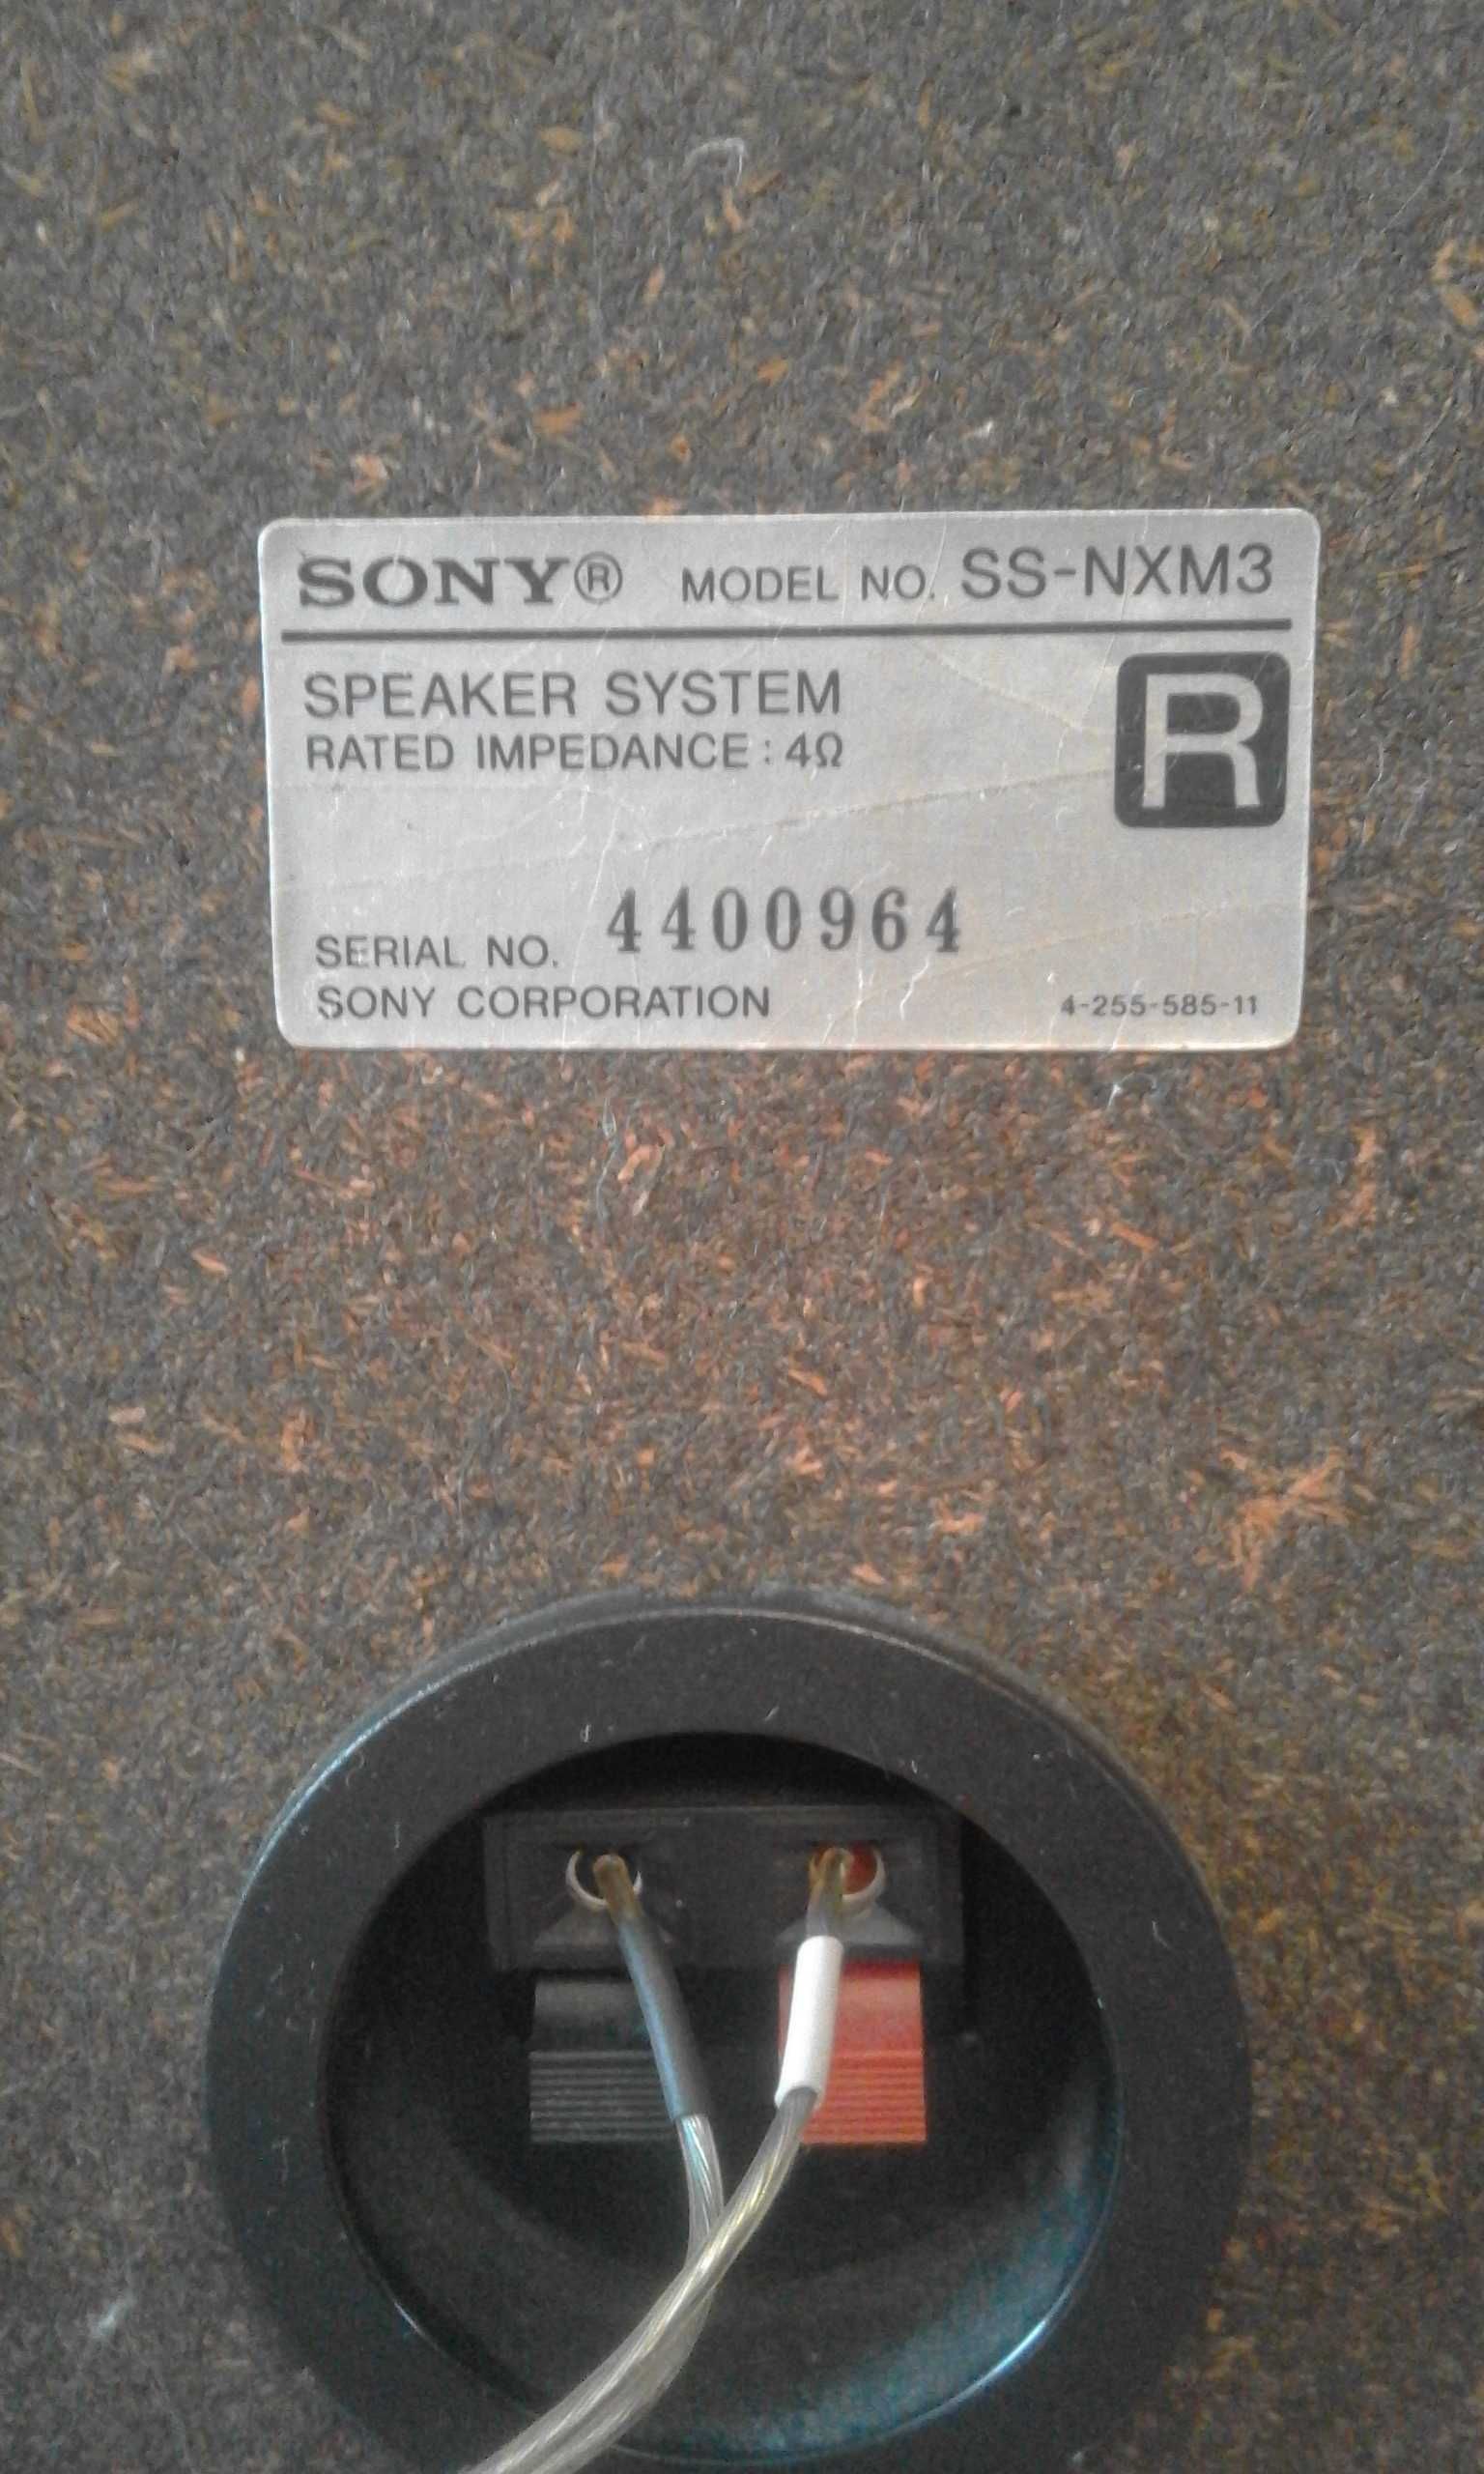 SONY® MODEL NO. SS-NXM3
SPEAKER SYSTEM
RATED IMPEDANCE : 4Ω
R
SERIAL NO. 4400964
SONY CORPORATION 4-255-585-11